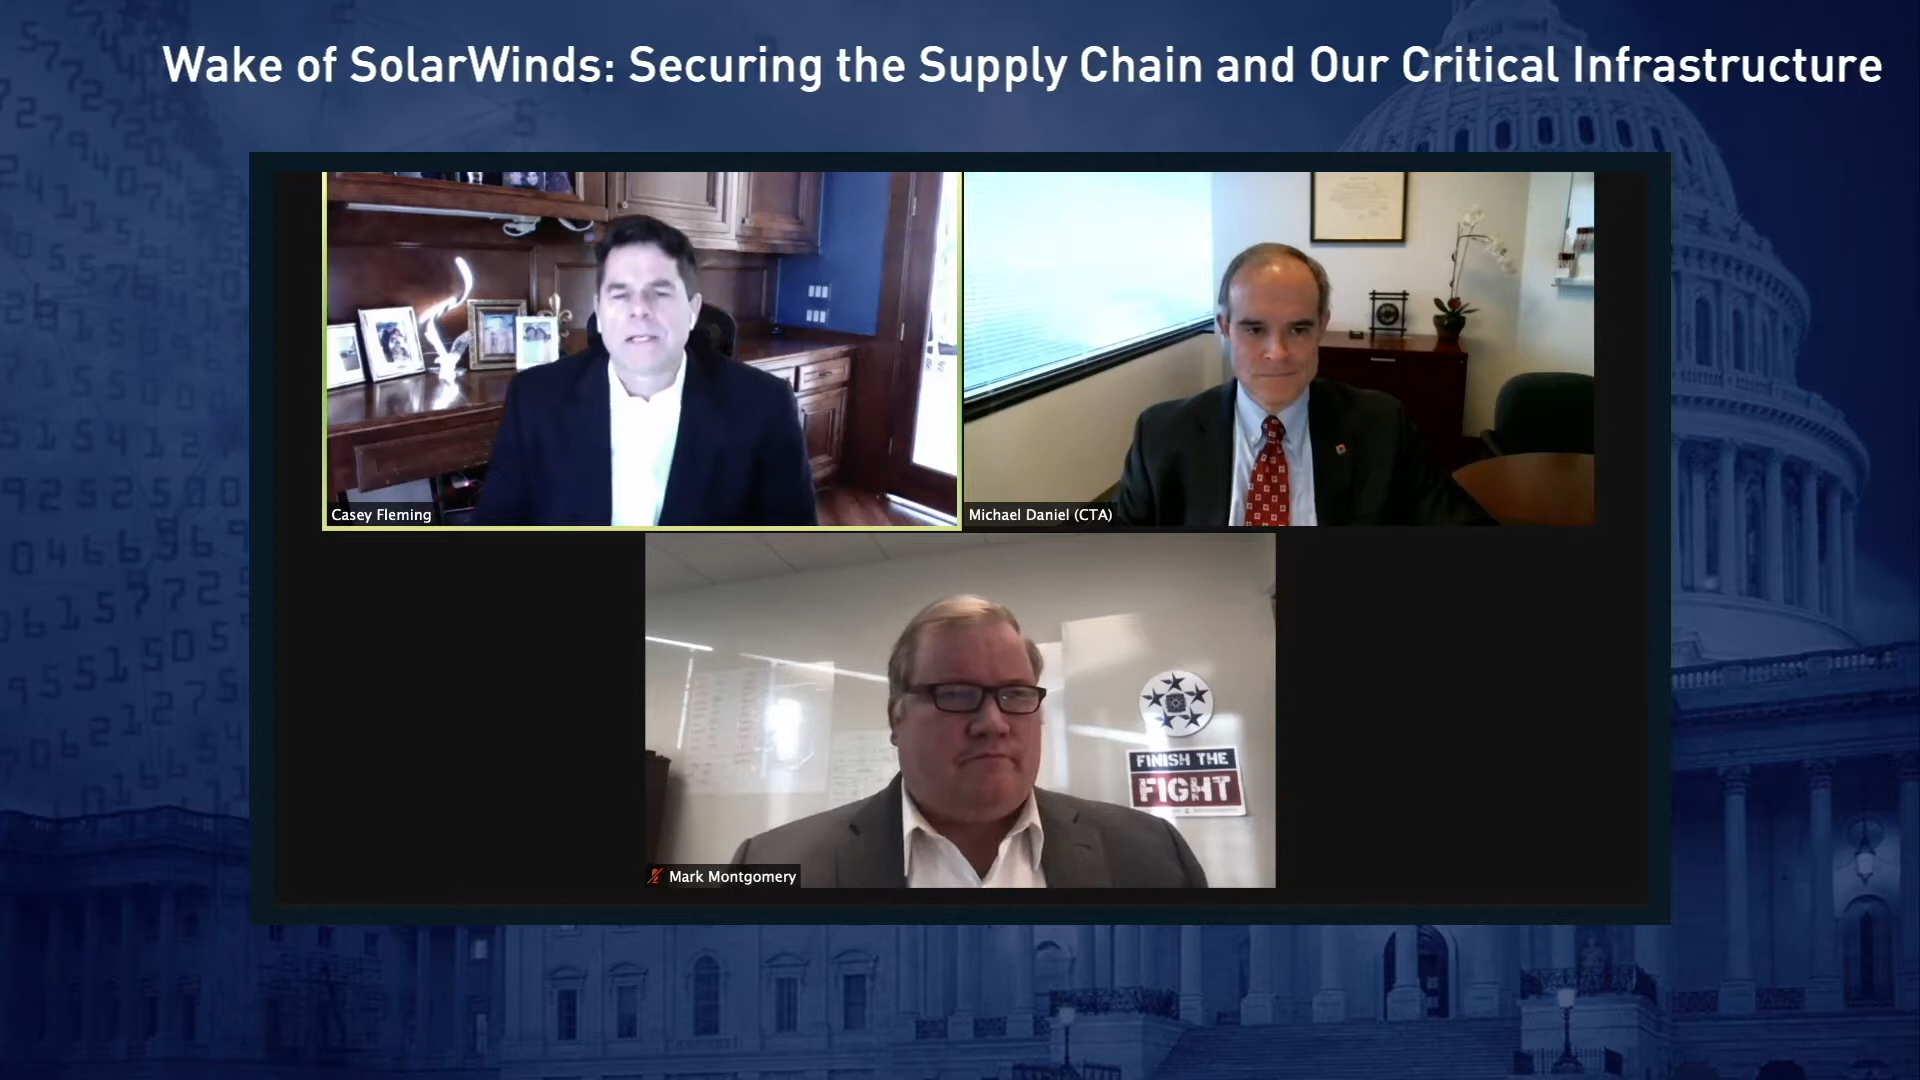 Wake of SolarWinds: Securing the Supply Chain and Our Critical Infrastructure
Casey Fleming
Michael Daniel (CTA)
FINISH THE
FIGHT
Mark Montgomery